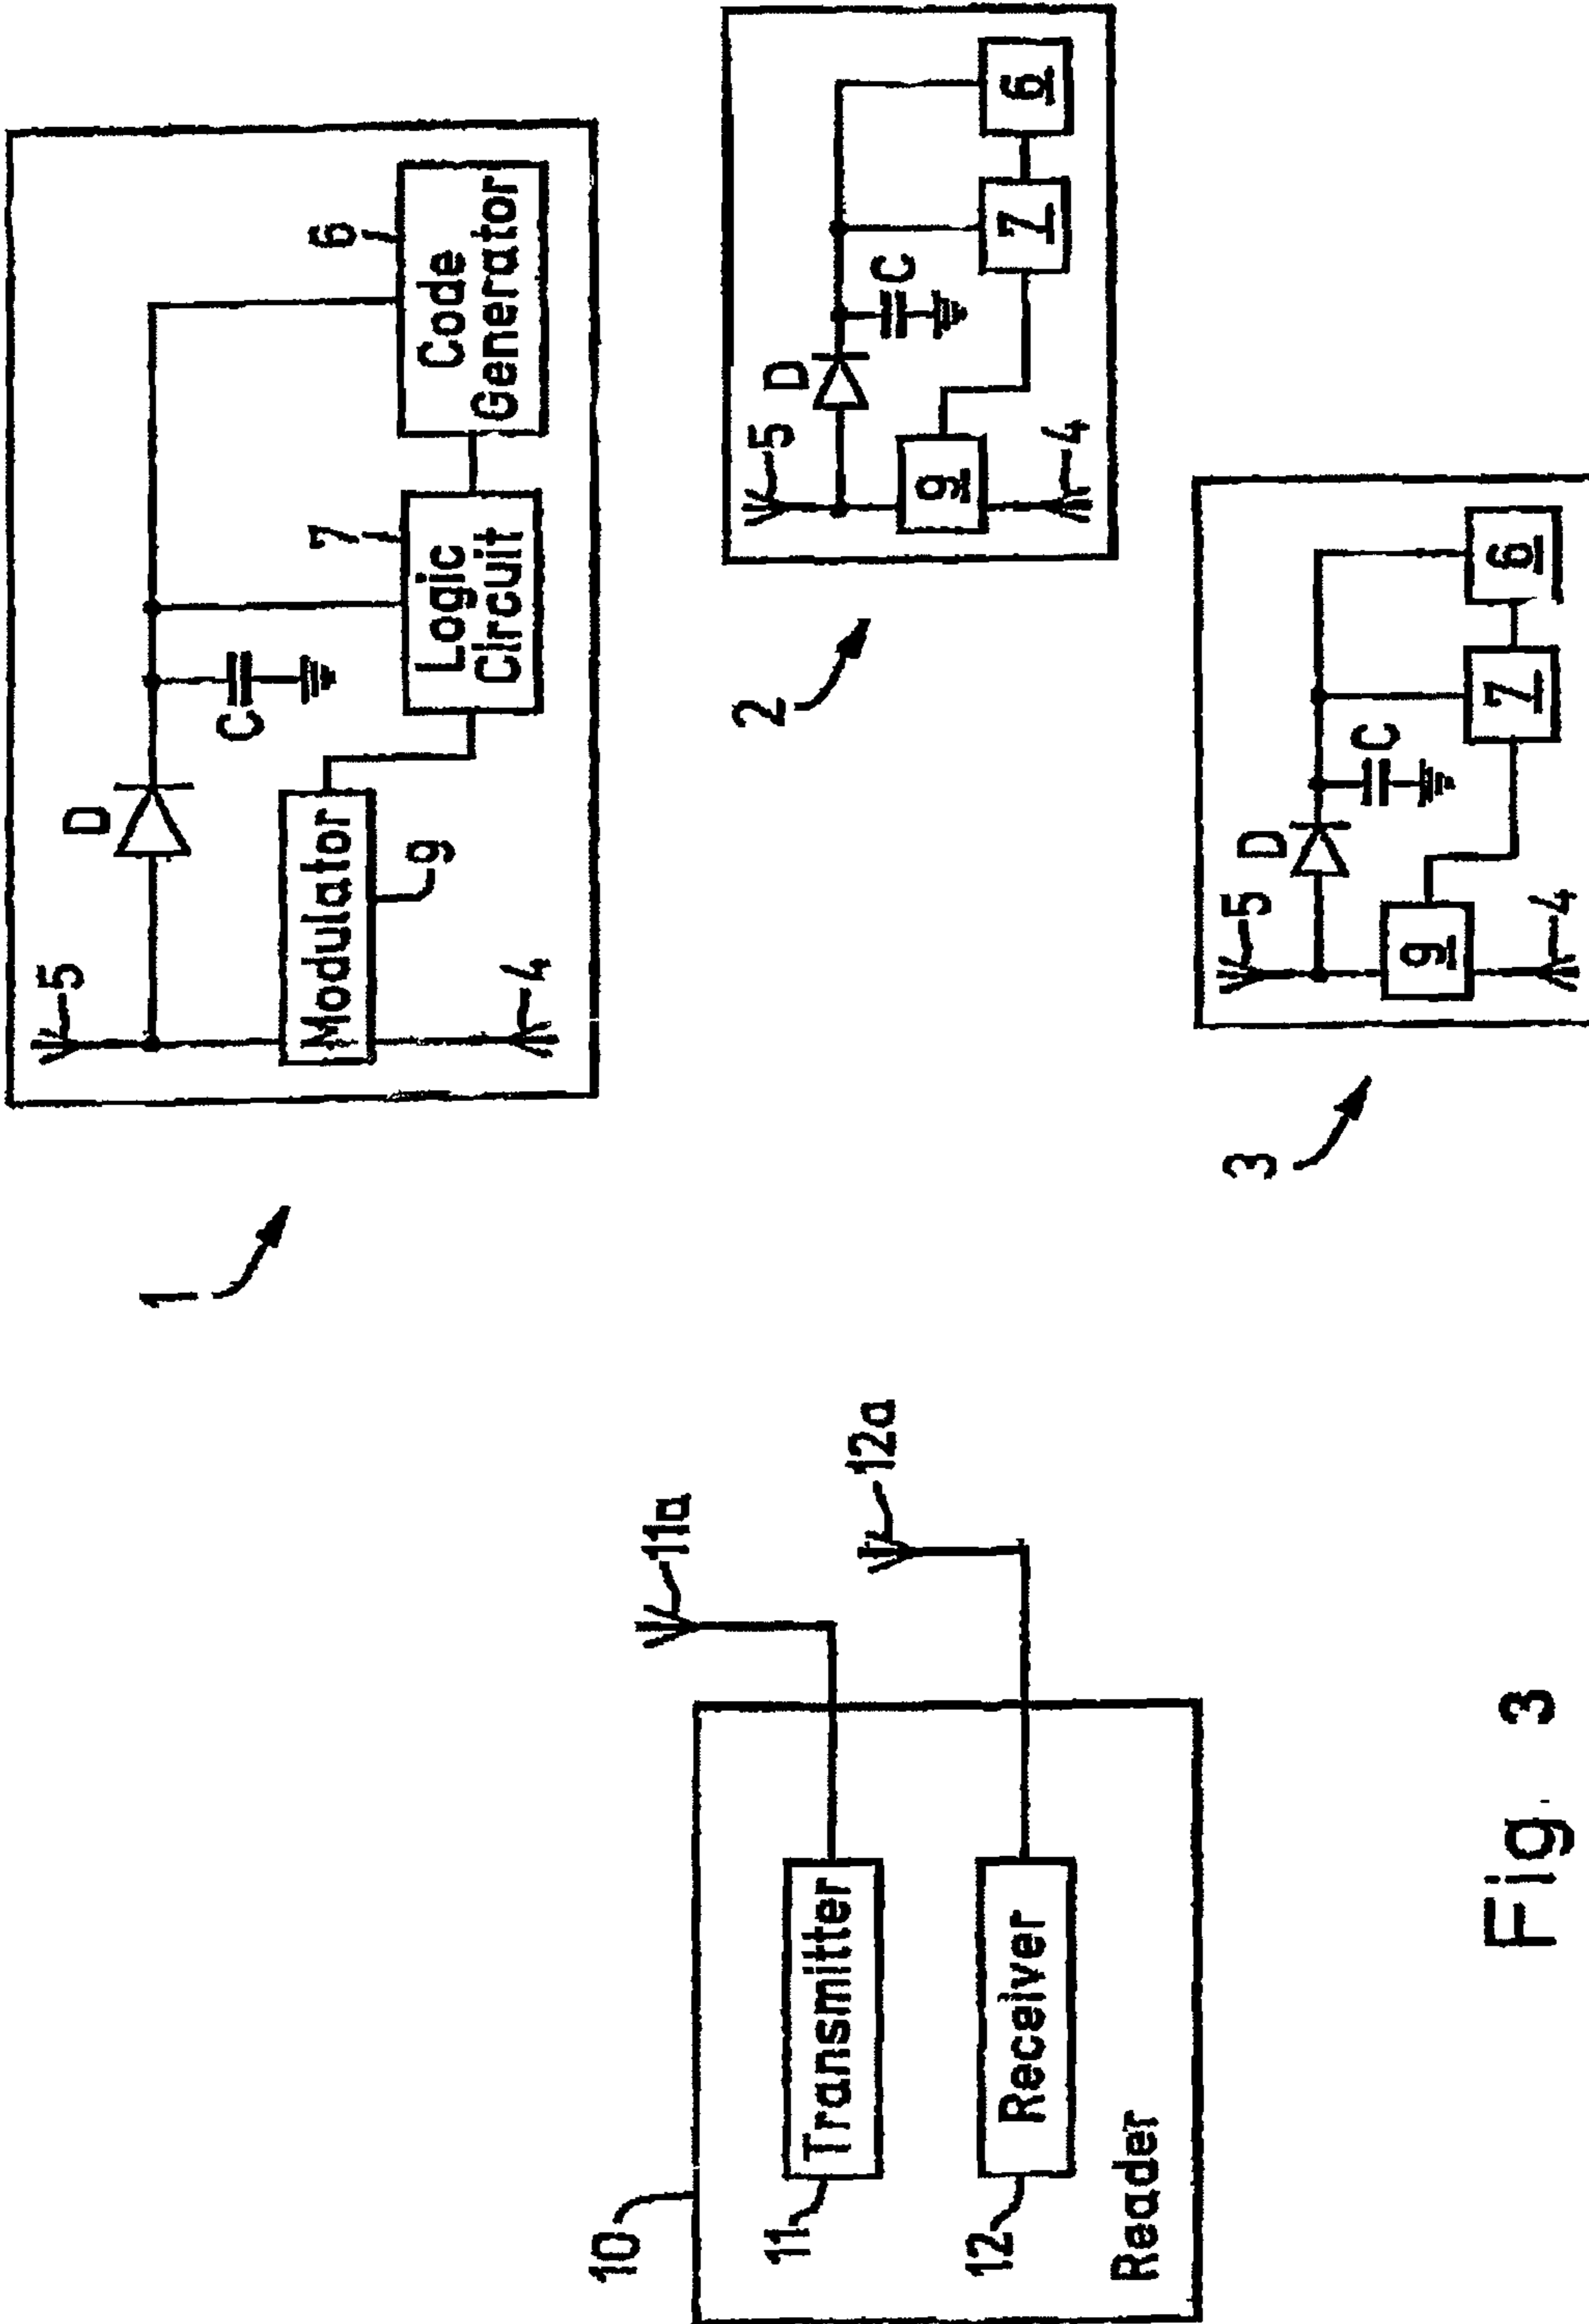 1
5
D
C
Modulator
9
4
7
Logic
Circuit
6
Code
Generator
2
5
D
C
9
4
7
6
3
5
D
C
9
4
7
6
10
11
Transmitter
11a
12
Receiver
12a
Reader
Fig. 3